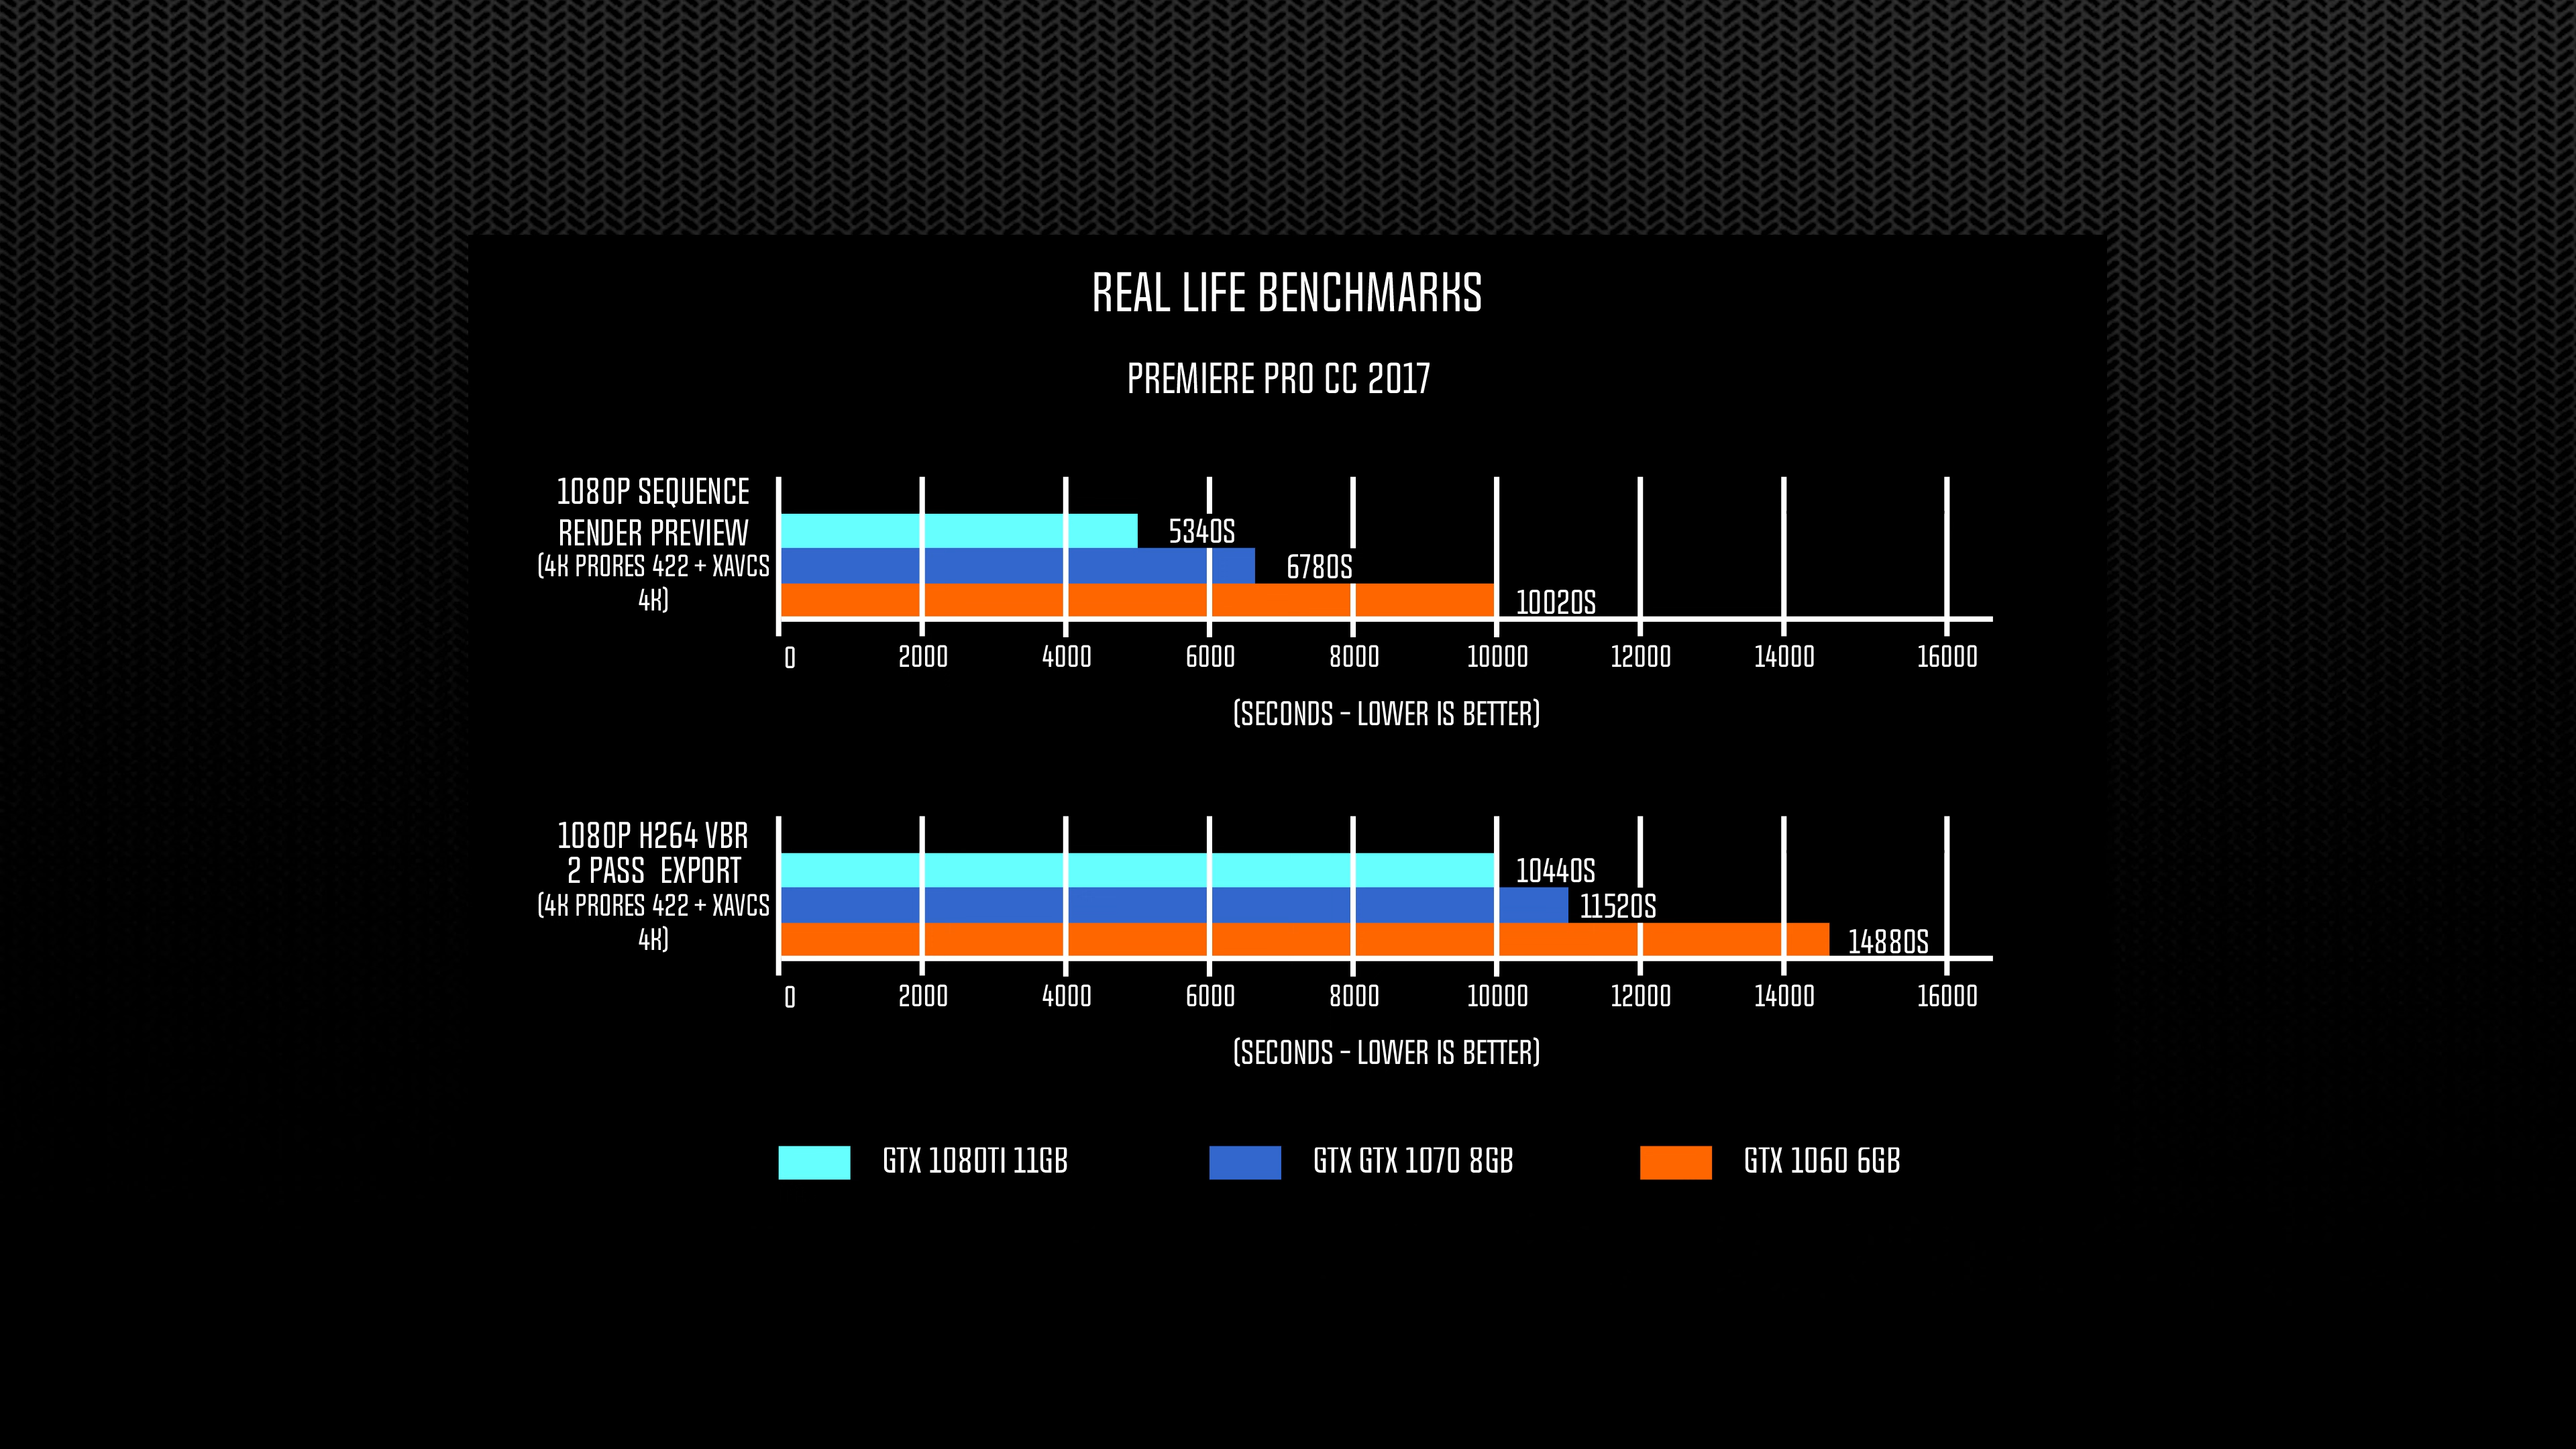 REAL LIFE BENCHMARKS
PREMIERE PRO CC 2017
1080P SEQUENCE
RENDER PREVIEW
(4K PRORES 422 + XAVCS
4K)
5340S
6780S
10020S
0 2000 4000 6000 8000 10000 12000 14000 16000
(SECONDS - LOWER IS BETTER)
1080P H264 VBR
2 PASS EXPORT
(4K PRORES 422 + XAVCS
4K)
10440S
11520S
14880S
0 2000 4000 6000 8000 10000 12000 14000 16000
(SECONDS - LOWER IS BETTER)
GTX 1080TI 11GB GTX GTX 1070 8GB GTX 1060 6GB